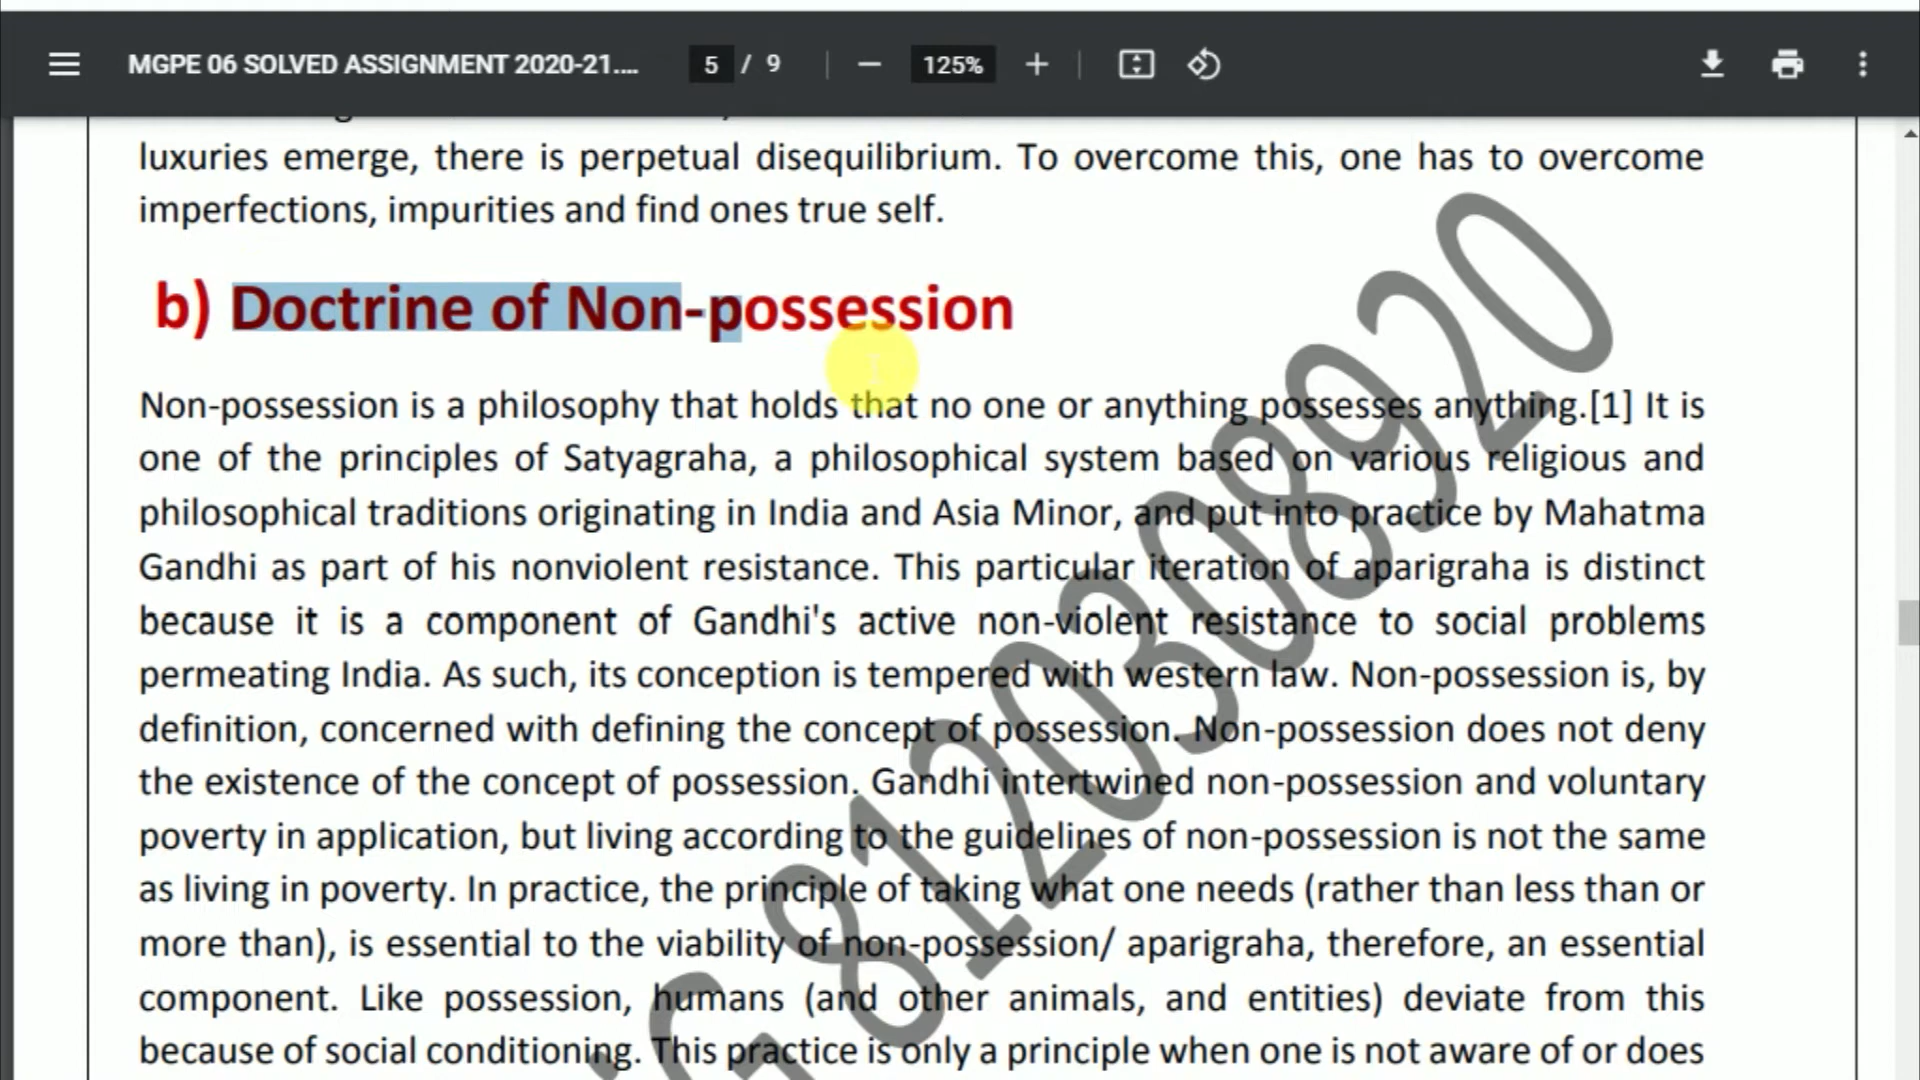 MGPE 06 SOLVED ASSIGNMENT 2020-21.... 5 / 9 125%
luxuries emerge, there is perpetual disequilibrium. To overcome this, one has to overcome
imperfections, impurities and find ones true self.
b) Doctrine of Non-possession
Non-possession is a philosophy that holds that no one or anything possesses anything.[1] It is
one of the principles of Satyagraha, a philosophical system based on various religious and
philosophical traditions originating in India and Asia Minor, and put into practice by Mahatma
Gandhi as part of his nonviolent resistance. This particular iteration of aparigraha is distinct
because it is a component of Gandhi's active non-violent resistance to social problems
permeating India. As such, its conception is tempered with western law. Non-possession is, by
definition, concerned with defining the concept of possession. Non-possession does not deny
the existence of the concept of possession. Gandhi intertwined non-possession and voluntary
poverty in application, but living according to the guidelines of non-possession is not the same
as living in poverty. In practice, the principle of taking what one needs (rather than less than or
more than), is essential to the viability of non-possession/ aparigraha, therefore, an essential
component. Like possession, humans (and other animals, and entities) deviate from this
because of social conditioning. This practice is only a principle when one is not aware of or does
G 8120308920